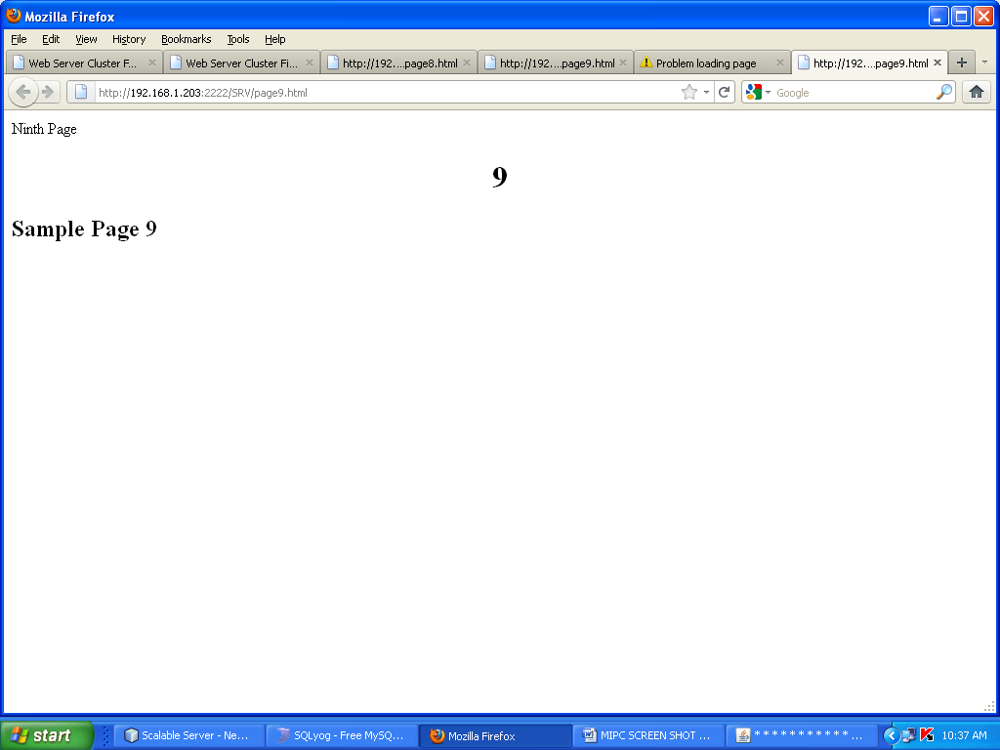 Mozilla Firefox
File Edit View History Bookmarks Tools Help
Web Server Cluster F... Web Server Cluster Fi... http://192....page8.html http://192....page9.html Problem loading page http://192....page9.html
http://192.168.1.203:2222/SRV/page9.html Google
Ninth Page
9
Sample Page 9
start Scalable Server - Ne... SQLyog - Free MySQ... Mozilla Firefox MIPC SCREEN SHOT ... * * * * * * * * * * * ... 10:37 AM